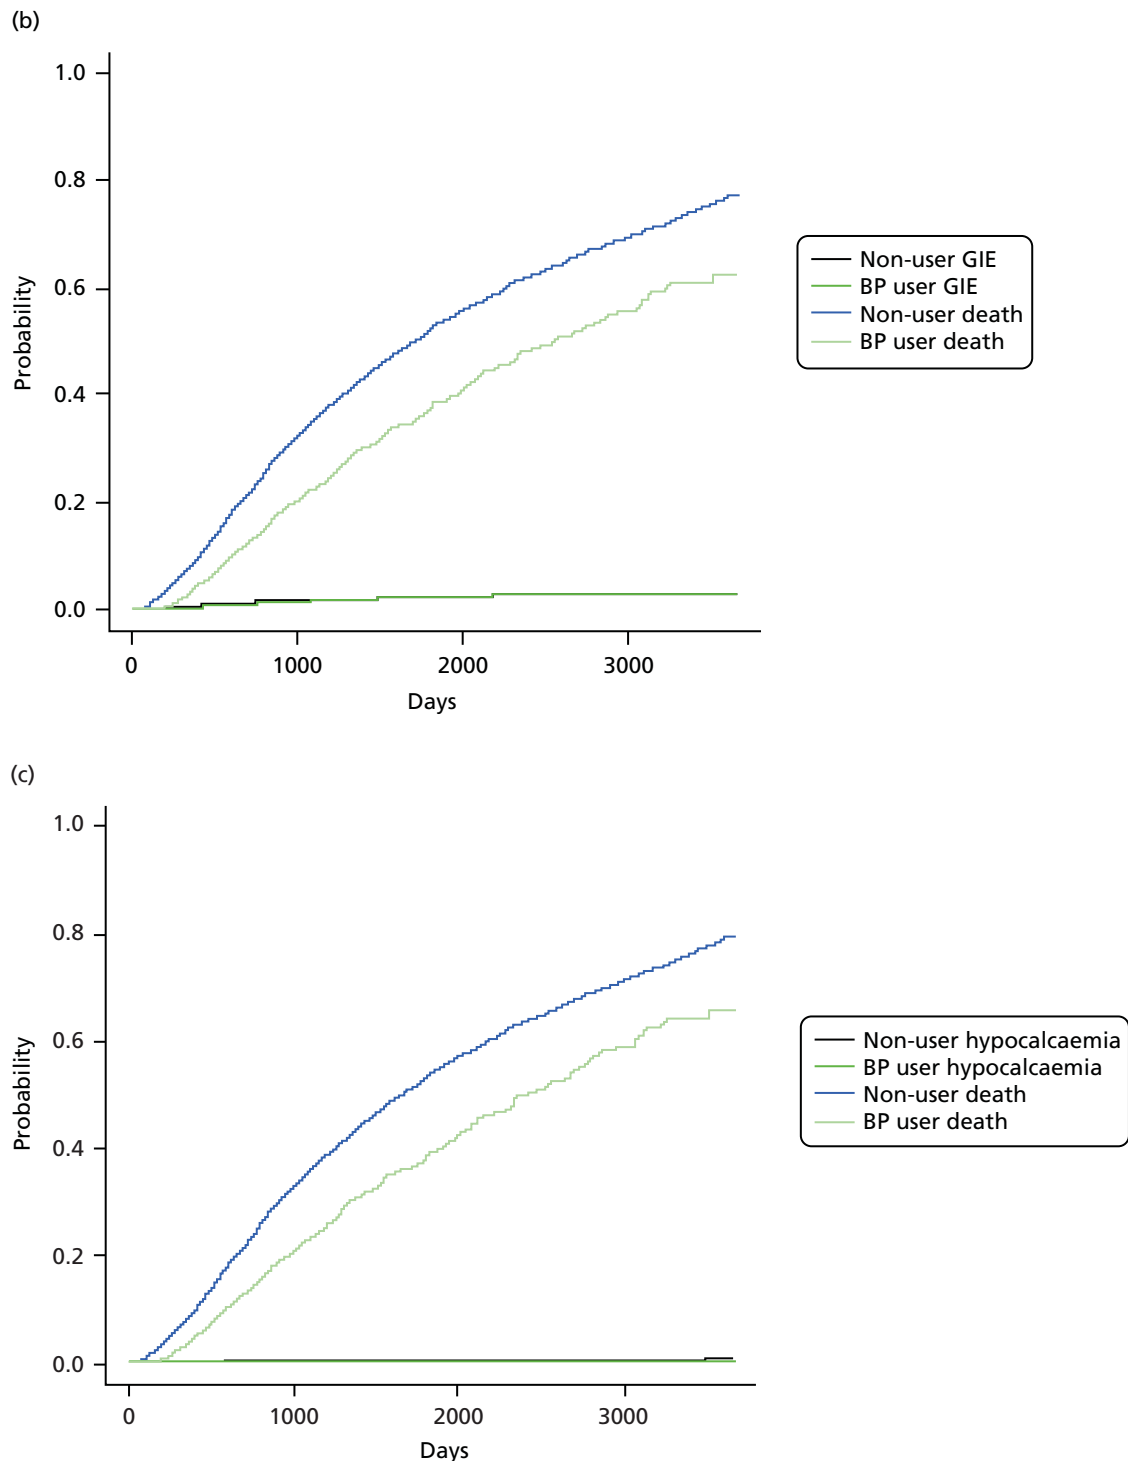 (b)
1.0
0.8
0.6
0.4
0.2
0.0
Probability
0 1000 2000 3000
Days
Non-user GIE
BP user GIE
Non-user death
BP user death
(c)
1.0
0.8
0.6
0.4
0.2
0.0
Probability
0 1000 2000 3000
Days
Non-user hypocalcaemia
BP user hypocalcaemia
Non-user death
BP user death